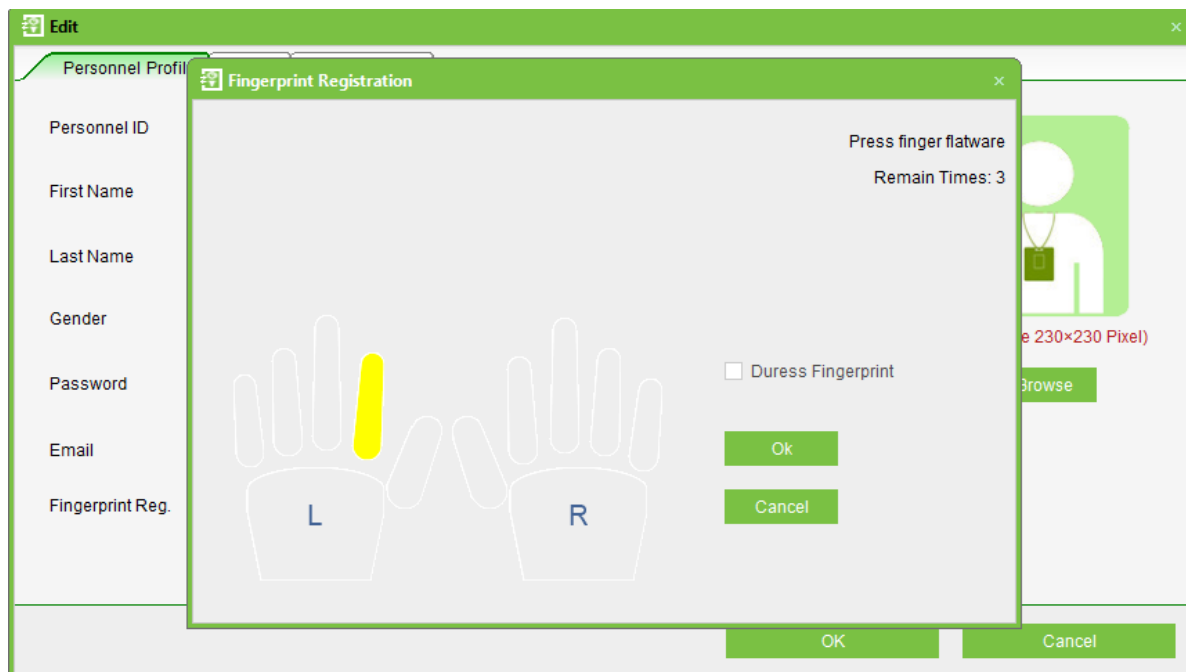 Edit
Personnel Profil
Fingerprint Registration
Personnel ID
Press finger flatware
Remain Times: 3
First Name
Last Name
Gender
e 230×230 Pixel)
Duress Fingerprint
Password
Browse
Email
Ok
Fingerprint Reg.
Cancel
L
R
OK
Cancel